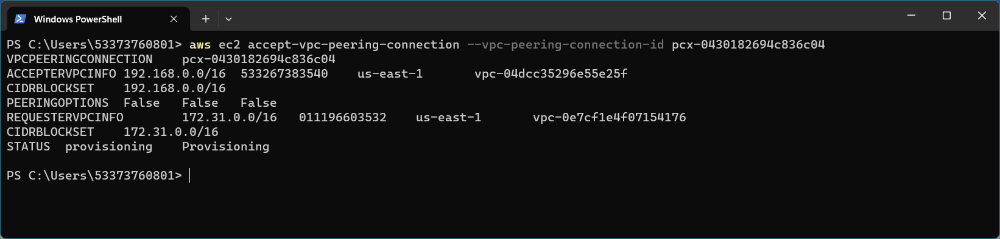 Windows PowerShell
PS C:\Users\53373760801> aws ec2 accept-vpc-peering-connection --vpc-peering-connection-id pcx-0430182694c836c04
VPCPEERINGCONNECTION    pcx-0430182694c836c04
ACCEPTERVPCINFO 192.168.0.0/16  533267383540    us-east-1       vpc-04dcc35296e55e25f
CIDRBLOCKSET    192.168.0.0/16
PEERINGOPTIONS  False   False   False
REQUESTERVPCINFO        172.31.0.0/16   011196603532    us-east-1       vpc-0e7cf1e4f07154176
CIDRBLOCKSET    172.31.0.0/16
STATUS  provisioning    Provisioning
PS C:\Users\53373760801>